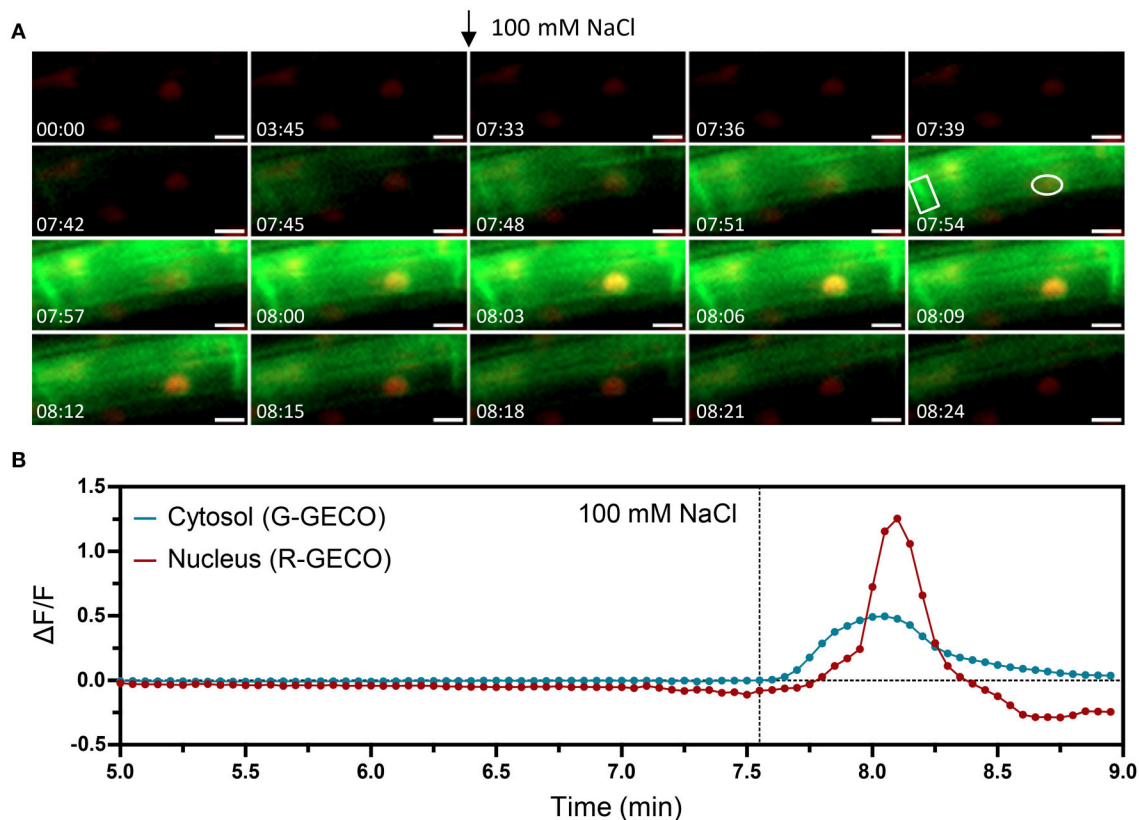 A
100 mM NaCl
00:00 03:45 07:33 07:36 07:39
07:42 07:45 07:48 07:51 07:54
07:57 08:00 08:03 08:06 08:09
08:12 08:15 08:18 08:21 08:24
B
1.5
1.0
0.5
0.0
-0.5
ΔF/F
Cytosol (G-GECO)
Nucleus (R-GECO)
100 mM NaCl
5.0 5.5 6.0 6.5 7.0 7.5 8.0 8.5 9.0
Time (min)